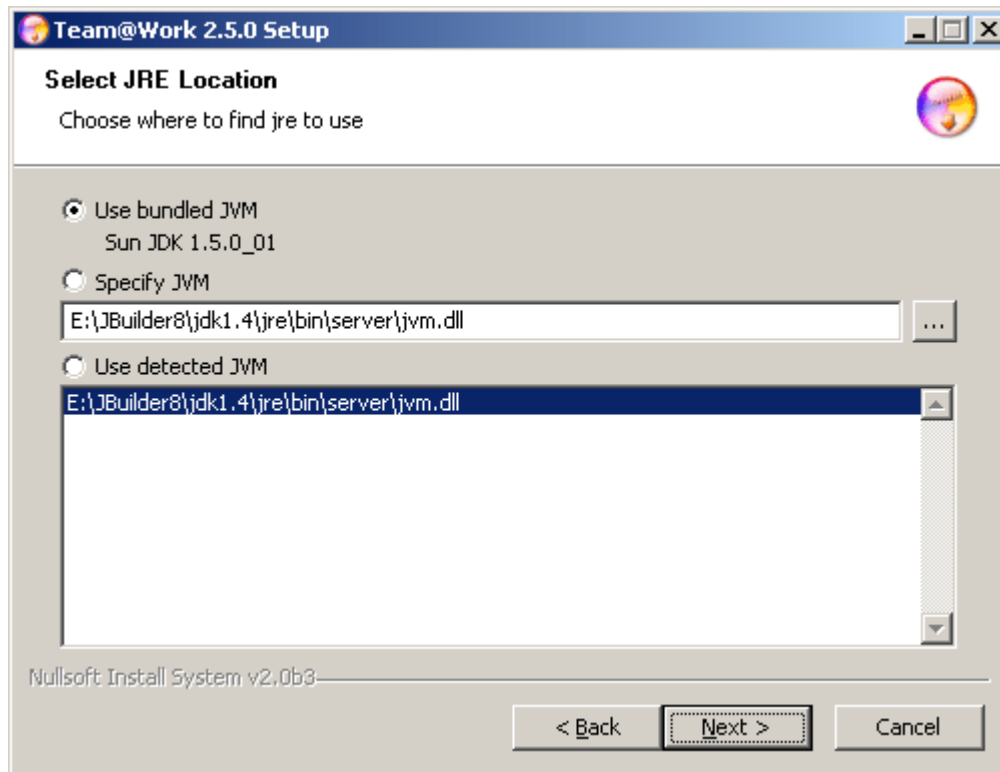 Team@Work 2.5.0 Setup
Select JRE Location
Choose where to find jre to use
Use bundled JVM
Sun JDK 1.5.0_01
Specify JVM
E:\JBuilder8\jdk1.4\jre\bin\server\jvm.dll
...
Use detected JVM
E:\JBuilder8\jdk1.4\jre\bin\server\jvm.dll
Nullsoft Install System v2.0b3
< Back Next > Cancel